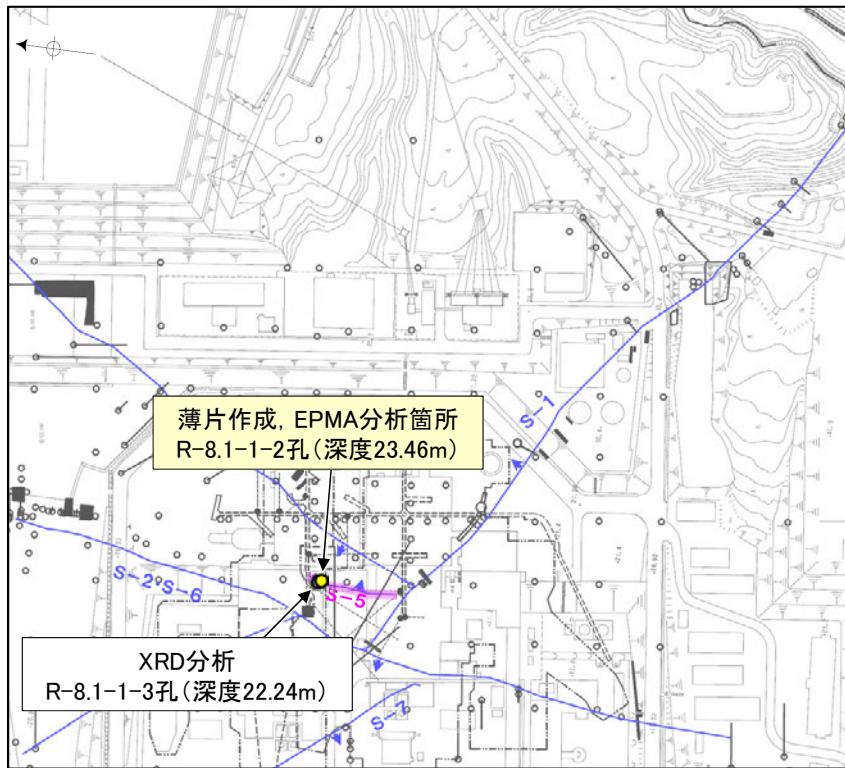 S-1
薄片作成, EPMA分析箇所
R-8.1-1-2孔(深度23.46m)
S-2・S-6
S-5
XRD分析
R-8.1-1-3孔(深度22.24m)
S-7